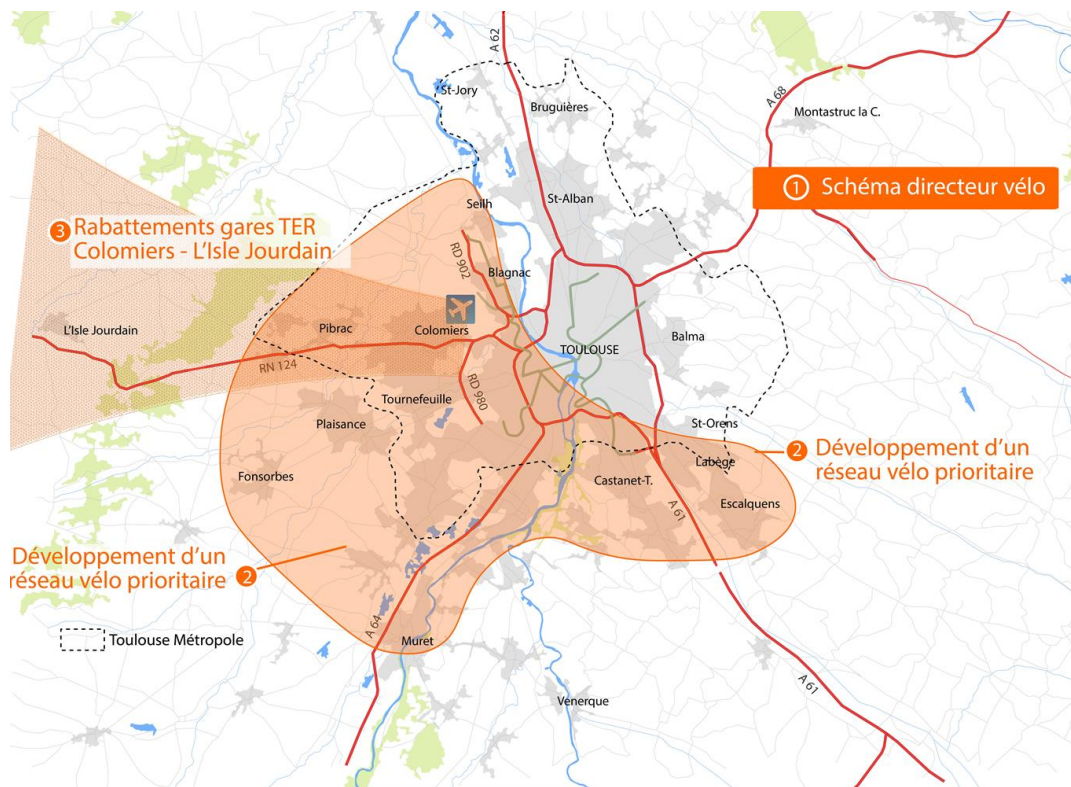 A 62
St-Jory
Bruguières
A 68
Montastruc la C.
1 Schéma directeur vélo
St-Alban
Seilh
3 Rabattements gares TER
Colomiers - L'Isle Jourdain
RD 902
Blagnac
L'Isle Jourdain
Pibrac
Colomiers
Balma
TOULOUSE
RN 124
RD 980
Tournefeuille
Plaisance
St-Orens
2 Développement d'un
réseau vélo prioritaire
Labège
Fonsorbes
Castanet-T.
Escalquens
A 61
Développement d'un
réseau vélo prioritaire 2
A 64
Muret
Toulouse Métropole
A 61
Venerque